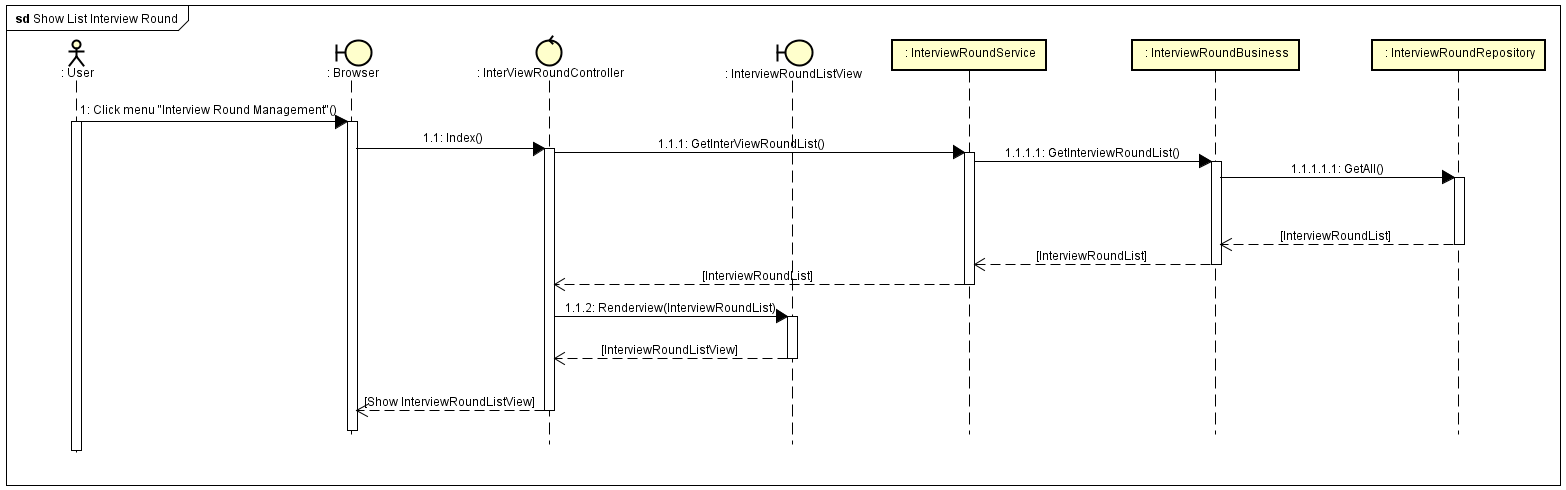 sd Show List Interview Round
: User
: Browser
: InterViewRoundController
: InterviewRoundListView
: InterviewRoundService
: InterviewRoundBusiness
: InterviewRoundRepository
1: Click menu "Interview Round Management"()
1.1: Index()
1.1.1: GetInterViewRoundList()
1.1.1.1: GetInterviewRoundList()
1.1.1.1.1: GetAll()
[InterviewRoundList]
[InterviewRoundList]
[InterviewRoundList]
1.1.2: Renderview(InterviewRoundList)
[InterviewRoundListView]
[Show InterviewRoundListView]